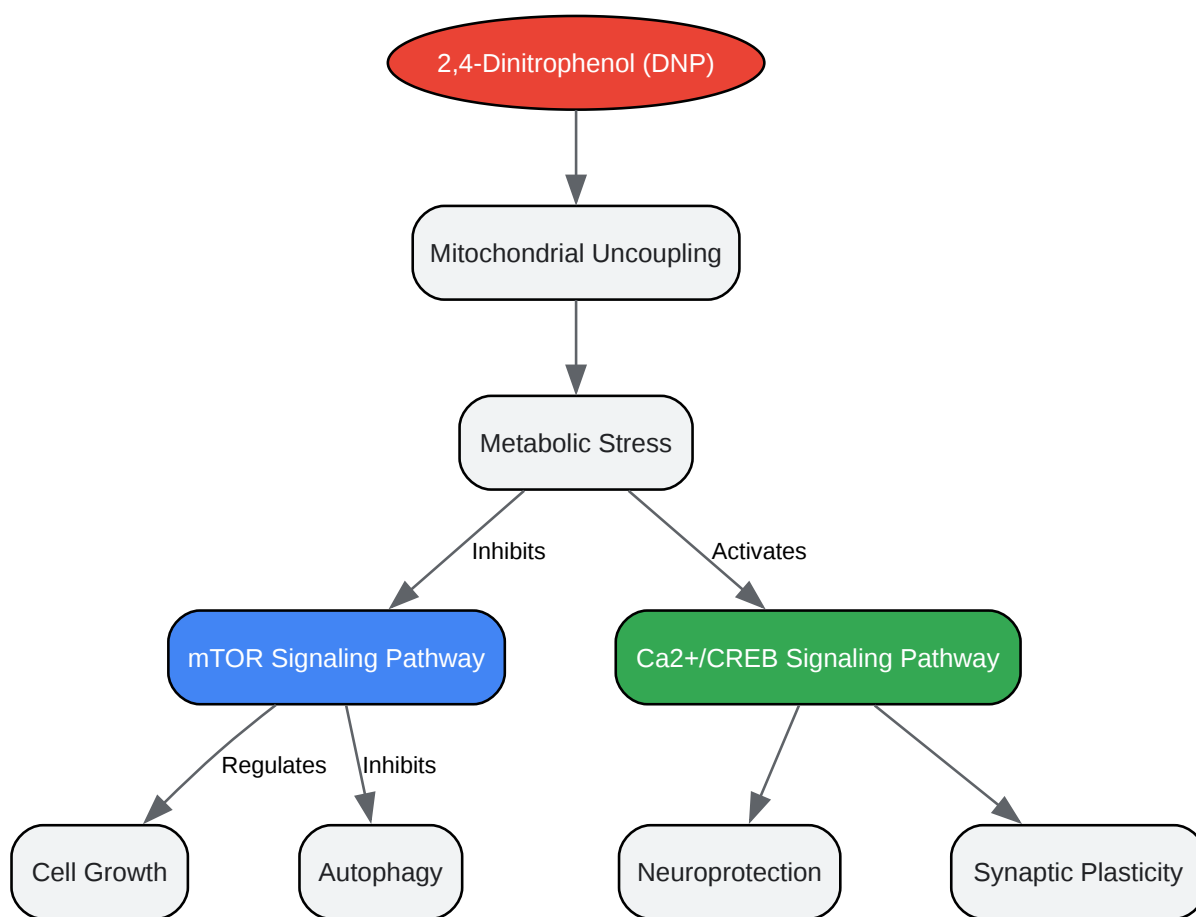 2,4-Dinitrophenol (DNP)
Mitochondrial Uncoupling
Metabolic Stress
Inhibits
Activates
mTOR Signaling Pathway
Ca2+/CREB Signaling Pathway
Regulates
Inhibits
Cell Growth
Autophagy
Neuroprotection
Synaptic Plasticity